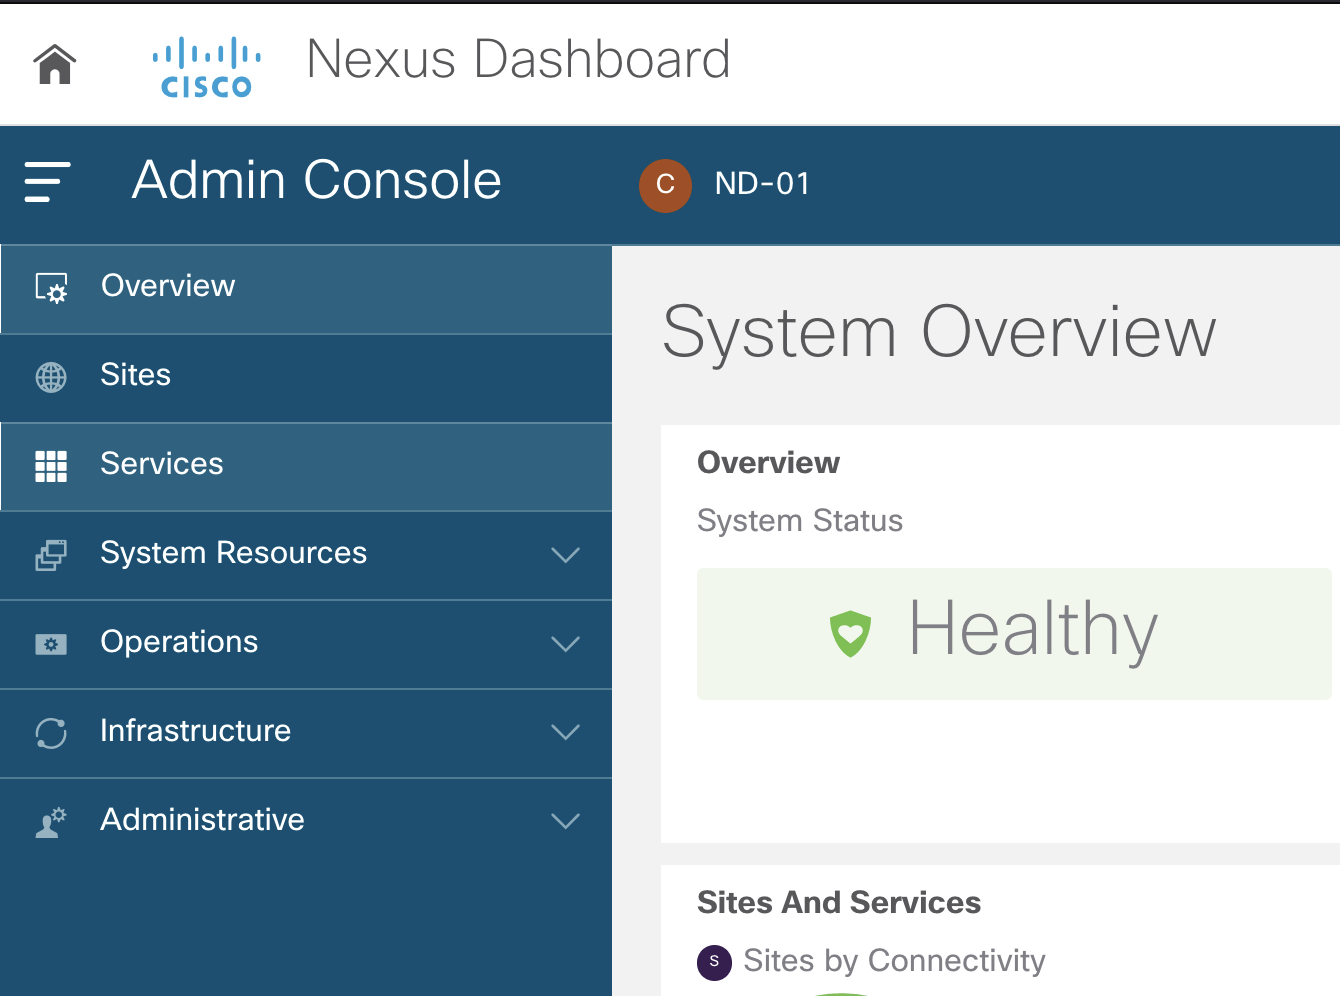 CISCO
Nexus Dashboard
Admin Console
C
ND-01
Overview
Sites
Services
System Resources
Operations
Infrastructure
Administrative
System Overview
Overview
System Status
Healthy
Sites And Services
S
Sites by Connectivity